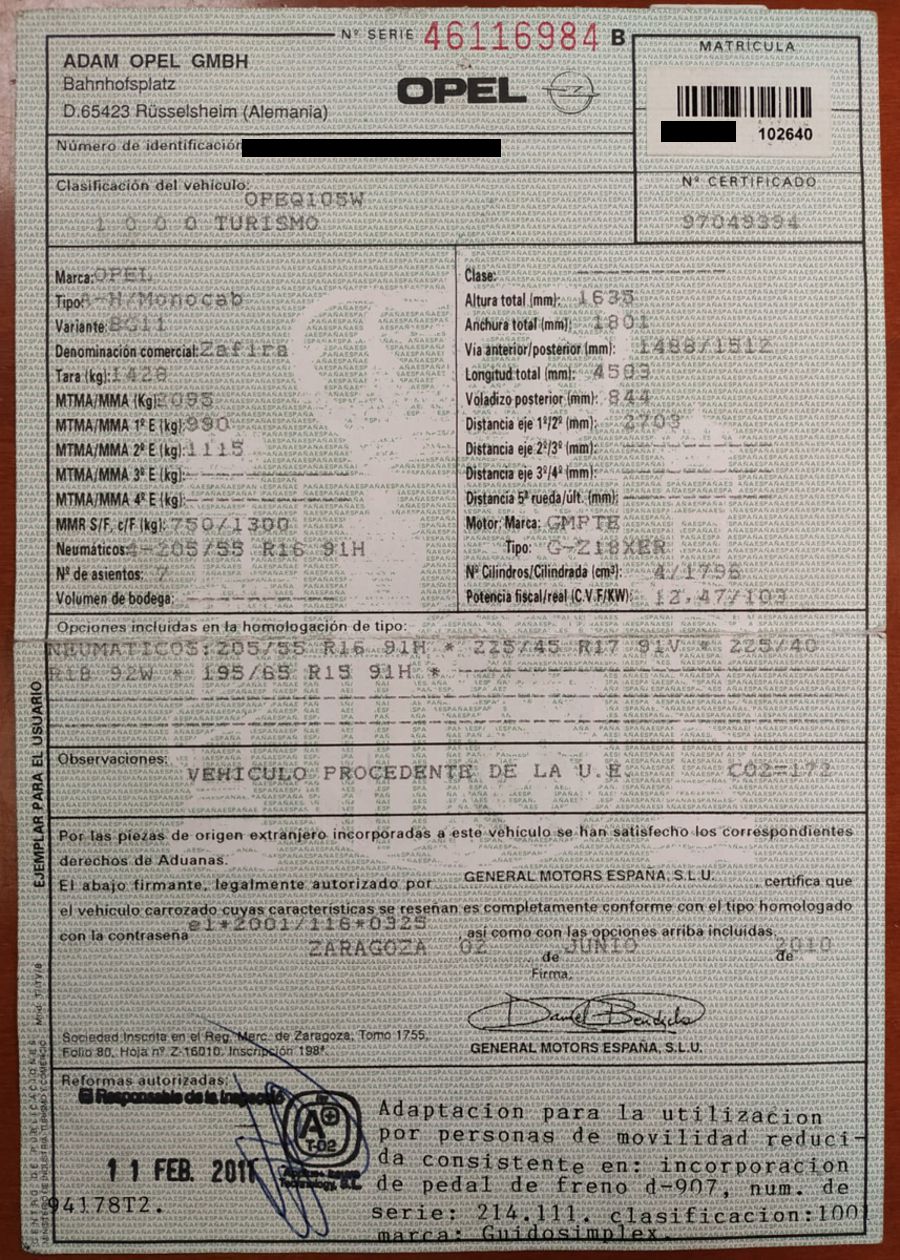 Nº SERIE 46116984 B
ADAM OPEL GMBH
Bahnhofsplatz
D.65423 Rüsselsheim (Alemania)
OPEL
MATRICULA
102640
Número de identificación
Clasificación del vehículo:
OPEQ105W
1 0 0 0 TURISMO
Nº CERTIFICADO
97049394
Marca: OPEL
Tipo: A-H/Monocab
Variante: BG11
Denominación comercial: Zafira
Tara (kg): 1428
MTMA/MMA (Kg) 2095
MTMA/MMA 1º E (kg): 990
MTMA/MMA 2º E (kg): 1115
MTMA/MMA 3º E (kg):
MTMA/MMA 4º E (kg):
MMR S/F, c/F (kg): 750/1300
Neumáticos: 4-205/55 R16 91H
Nº de asientos: 7
Volumen de bodega:
Clase:
Altura total (mm): 1635
Anchura total (mm): 1801
Via anterior/posterior (mm): 1488/1512
Longitud total (mm): 4503
Voladizo posterior (mm): 844
Distancia eje 1º/2º (mm): 2703
Distancia eje 2º/3º (mm):
Distancia eje 3º/4º (mm):
Distancia 5ª rueda/últ. (mm):
Motor: Marca: GMPTE
Tipo: G-Z18XER
Nº Cilindros/Cilindrada (cm³): 4/1796
Potencia fiscal/real (C.V.F/KW): 12,47/103
Opciones incluidas en la homologación de tipo:
NEUMATICOS:205/55 R16 91H * 225/45 R17 91V * 225/40
R18 92W * 195/65 R15 91H *
Observaciones:
VEHICULO PROCEDENTE DE LA U.E. CO2=172
EJEMPLAR PARA EL USUARIO
Por las piezas de origen extranjero incorporadas a este vehículo se han satisfecho los correspondientes
derechos de Aduanas.
El abajo firmante, legalmente autorizado por GENERAL MOTORS ESPAÑA, S.L.U. , certifica que
el vehículo carrozado cuyas características se reseñan es completamente conforme con el tipo homologado
con la contraseña e1*2001/116*0325 , así como con las opciones arriba incluidas.
ZARAGOZA 02 de JUNIO de 2010
Firma,
GENERAL MOTORS ESPAÑA, S.L.U.
Sociedad Inscrita en el Reg. Merc. de Zaragoza, Tomo 1755,
Folio 80, Hoja nº Z-16010. Inscripción 198ª.
Reformas autorizadas:
El Responsable de la Inspección
A+
T-02
11 FEB. 2011
94178T2.
Adaptacion para la utilizacion
por personas de movilidad reduci-
da consistente en: incorporacion
de pedal de freno d-907, num. de
serie: 214.111. clasificacion:100
marca: Guidosimplex.